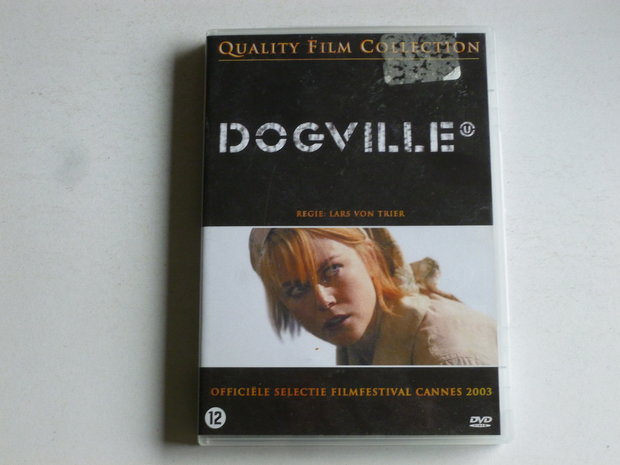 QUALITY FILM COLLECTION
DOGVILLE
REGIE: LARS VON TRIER
OFFICIËLE SELECTIE FILMFESTIVAL CANNES 2003
12
DVD